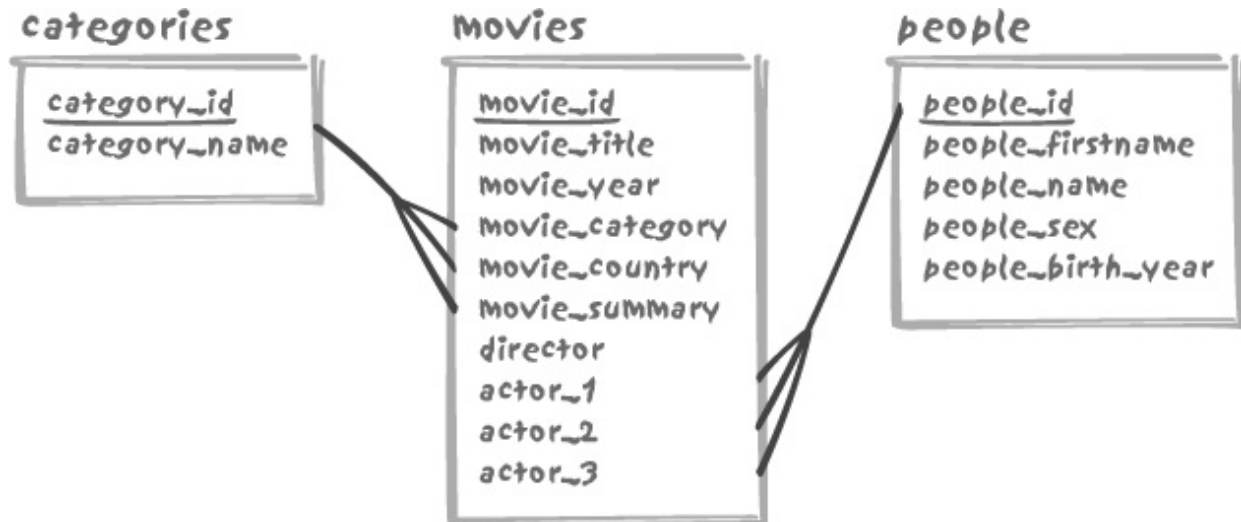 categories
category_id
category_name
movies
movie_id
movie_title
movie_year
movie_category
movie_country
movie_summary
director
actor_1
actor_2
actor_3
people
people_id
people_firstname
people_name
people_sex
people_birth_year